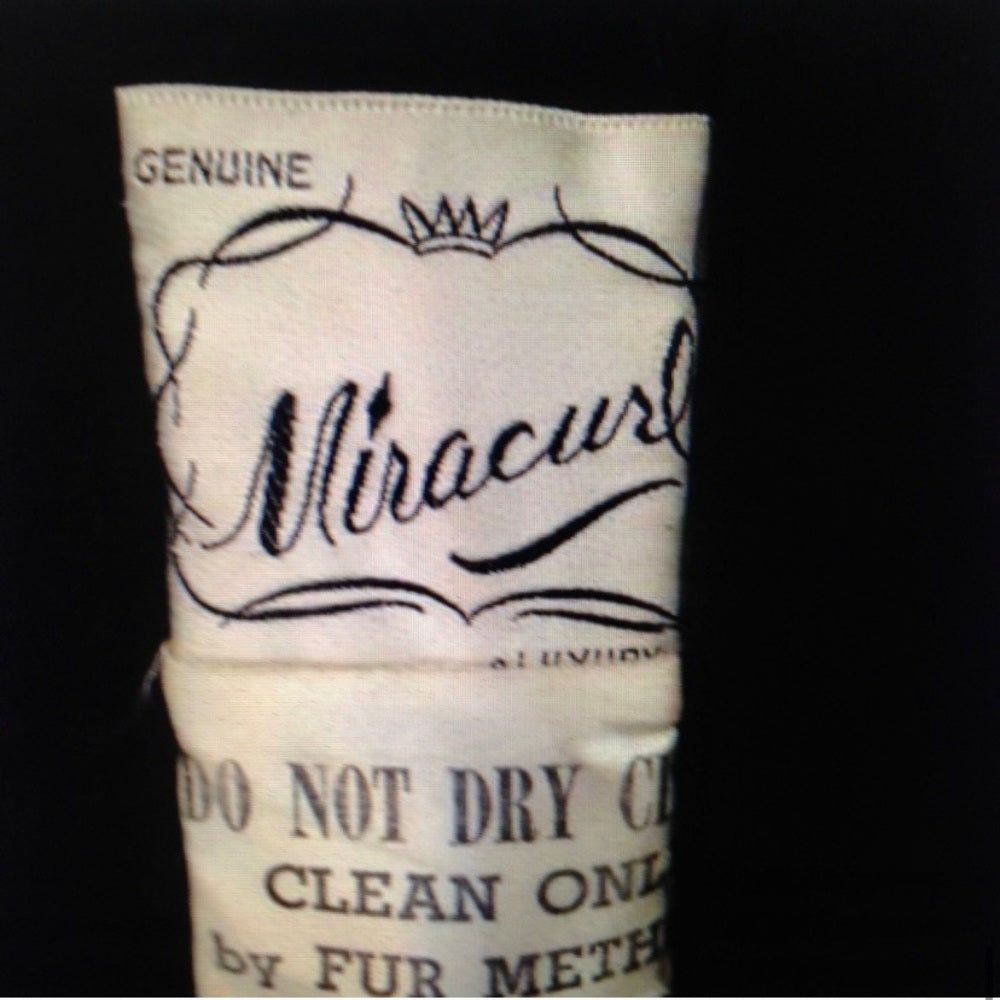 GENUINE
Miracurl
DO NOT DRY
CLEAN
by FUR